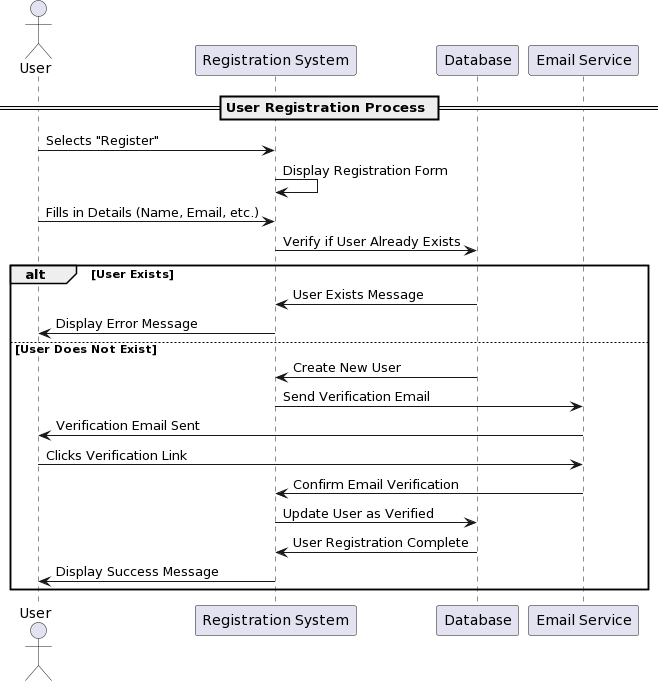 User
Registration System
Database
Email Service
User Registration Process
Selects "Register"
Display Registration Form
Fills in Details (Name, Email, etc.)
Verify if User Already Exists
alt
[User Exists]
User Exists Message
Display Error Message
[User Does Not Exist]
Create New User
Send Verification Email
Verification Email Sent
Clicks Verification Link
Confirm Email Verification
Update User as Verified
User Registration Complete
Display Success Message
User
Registration System
Database
Email Service